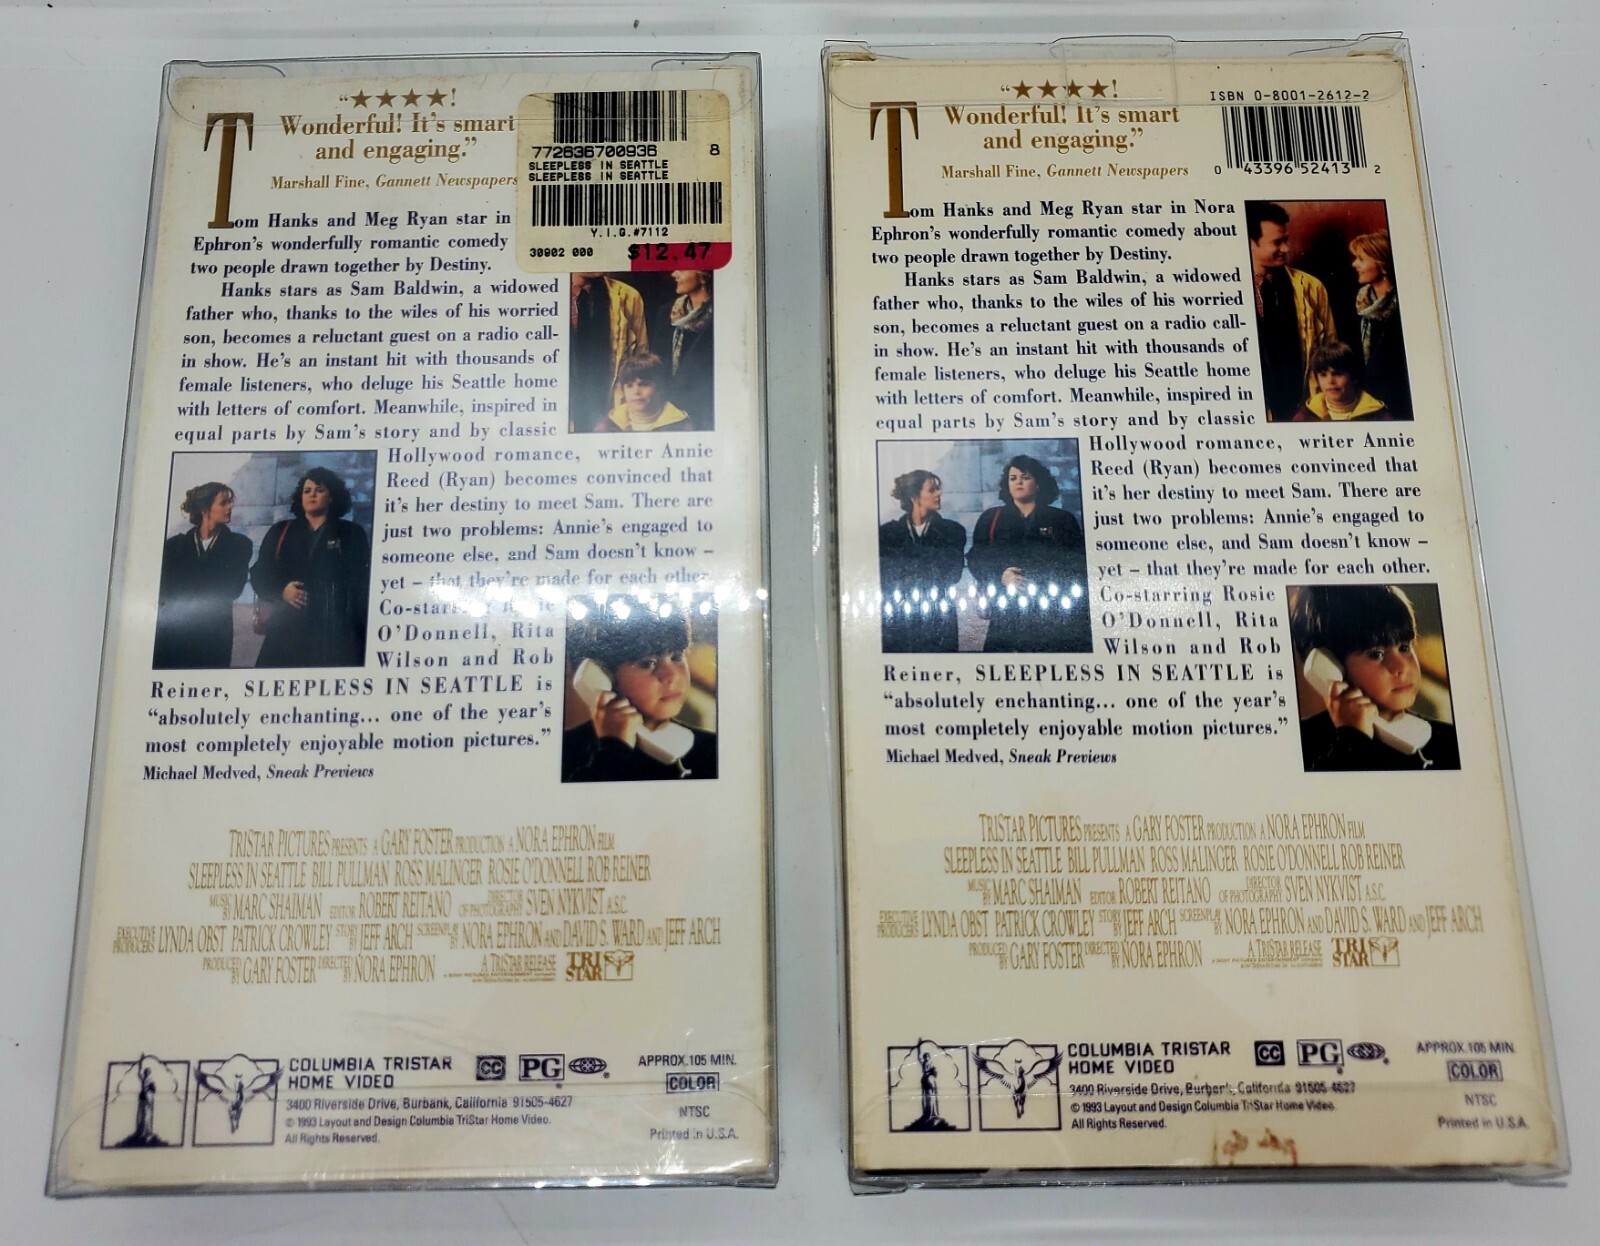 “★★★★!
Wonderful! It's smart
and engaging.”
Marshall Fine, Gannett Newspapers
772636700936 8
SLEEPLESS IN SEATTLE
SLEEPLESS IN SEATTLE
Y.I.G.#7112
30902 000 $12.47
Tom Hanks and Meg Ryan star in
Ephron's wonderfully romantic comedy
two people drawn together by Destiny.
Hanks stars as Sam Baldwin, a widowed
father who, thanks to the wiles of his worried
son, becomes a reluctant guest on a radio call-
in show. He's an instant hit with thousands of
female listeners, who deluge his Seattle home
with letters of comfort. Meanwhile, inspired in
equal parts by Sam's story and by classic
Hollywood romance, writer Annie
Reed (Ryan) becomes convinced that
it's her destiny to meet Sam. There are
just two problems: Annie's engaged to
someone else, and Sam doesn't know –
yet – that they're made for each other.
Co-starring Rosie
O'Donnell, Rita
Wilson and Rob
Reiner, SLEEPLESS IN SEATTLE is
“absolutely enchanting... one of the year's
most completely enjoyable motion pictures.”
Michael Medved, Sneak Previews
TRISTAR PICTURES PRESENTS A GARY FOSTER PRODUCTION A NORA EPHRON FILM
SLEEPLESS IN SEATTLE BILL PULLMAN ROSS MALINGER ROSIE O'DONNELL ROB REINER
MUSIC BY MARC SHAIMAN EDITOR ROBERT REITANO DIRECTOR OF PHOTOGRAPHY SVEN NYKVIST A.S.C.
EXECUTIVE PRODUCERS LYNDA OBST PATRICK CROWLEY STORY BY JEFF ARCH SCREENPLAY BY NORA EPHRON AND DAVID S. WARD AND JEFF ARCH
PRODUCED BY GARY FOSTER DIRECTED BY NORA EPHRON A TRISTAR RELEASE TRI STAR
COLUMBIA TRISTAR
HOME VIDEO
CC PG
3400 Riverside Drive, Burbank, California 91505-4627
© 1993 Layout and Design Columbia TriStar Home Video.
All Rights Reserved.
APPROX. 105 MIN.
COLOR
NTSC
Printed in U.S.A.
“★★★★!
Wonderful! It's smart
and engaging.”
Marshall Fine, Gannett Newspapers
ISBN 0-8001-2612-2
0 43396 52413 2
Tom Hanks and Meg Ryan star in Nora
Ephron's wonderfully romantic comedy about
two people drawn together by Destiny.
Hanks stars as Sam Baldwin, a widowed
father who, thanks to the wiles of his worried
son, becomes a reluctant guest on a radio call-
in show. He's an instant hit with thousands of
female listeners, who deluge his Seattle home
with letters of comfort. Meanwhile, inspired in
equal parts by Sam's story and by classic
Hollywood romance, writer Annie
Reed (Ryan) becomes convinced that
it's her destiny to meet Sam. There are
just two problems: Annie's engaged to
someone else, and Sam doesn't know –
yet – that they're made for each other.
Co-starring Rosie
O'Donnell, Rita
Wilson and Rob
Reiner, SLEEPLESS IN SEATTLE is
“absolutely enchanting... one of the year's
most completely enjoyable motion pictures.”
Michael Medved, Sneak Previews
TRISTAR PICTURES PRESENTS A GARY FOSTER PRODUCTION A NORA EPHRON FILM
SLEEPLESS IN SEATTLE BILL PULLMAN ROSS MALINGER ROSIE O'DONNELL ROB REINER
MUSIC BY MARC SHAIMAN EDITOR ROBERT REITANO DIRECTOR OF PHOTOGRAPHY SVEN NYKVIST A.S.C.
EXECUTIVE PRODUCERS LYNDA OBST PATRICK CROWLEY STORY BY JEFF ARCH SCREENPLAY BY NORA EPHRON AND DAVID S. WARD AND JEFF ARCH
PRODUCED BY GARY FOSTER DIRECTED BY NORA EPHRON A TRISTAR RELEASE TRI STAR
COLUMBIA TRISTAR
HOME VIDEO
CC PG
3400 Riverside Drive, Burbank, California 91505-4627
© 1993 Layout and Design Columbia TriStar Home Video.
All Rights Reserved.
APPROX. 105 MIN.
COLOR
NTSC
Printed in U.S.A.